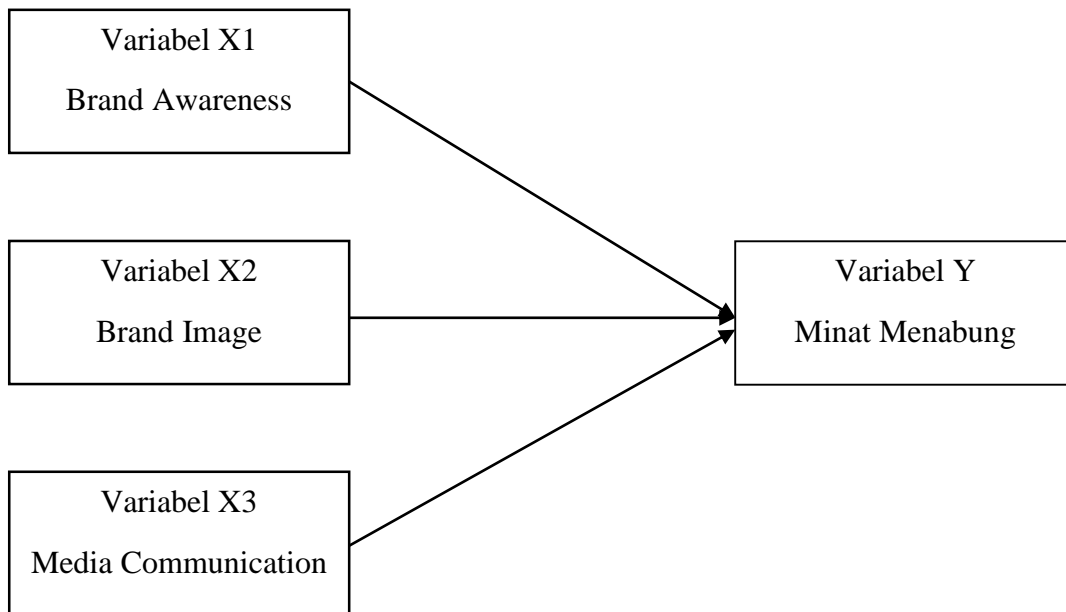 Variabel X1
Brand Awareness
Variabel X2
Brand Image
Variabel Y
Minat Menabung
Variabel X3
Media Communication